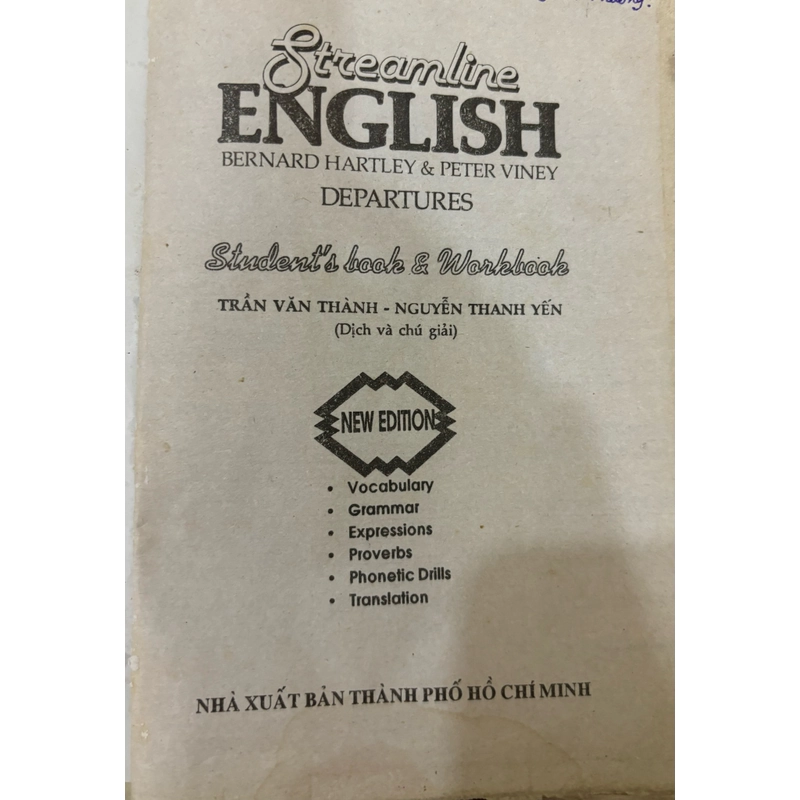 Streamline
ENGLISH
BERNARD HARTLEY & PETER VINEY
DEPARTURES
Student's book & Workbook
TRẦN VĂN THÀNH - NGUYỄN THANH YẾN
(Dịch và chú giải)
NEW EDITION
• Vocabulary
• Grammar
• Expressions
• Proverbs
• Phonetic Drills
• Translation
NHÀ XUẤT BẢN THÀNH PHỐ HỒ CHÍ MINH